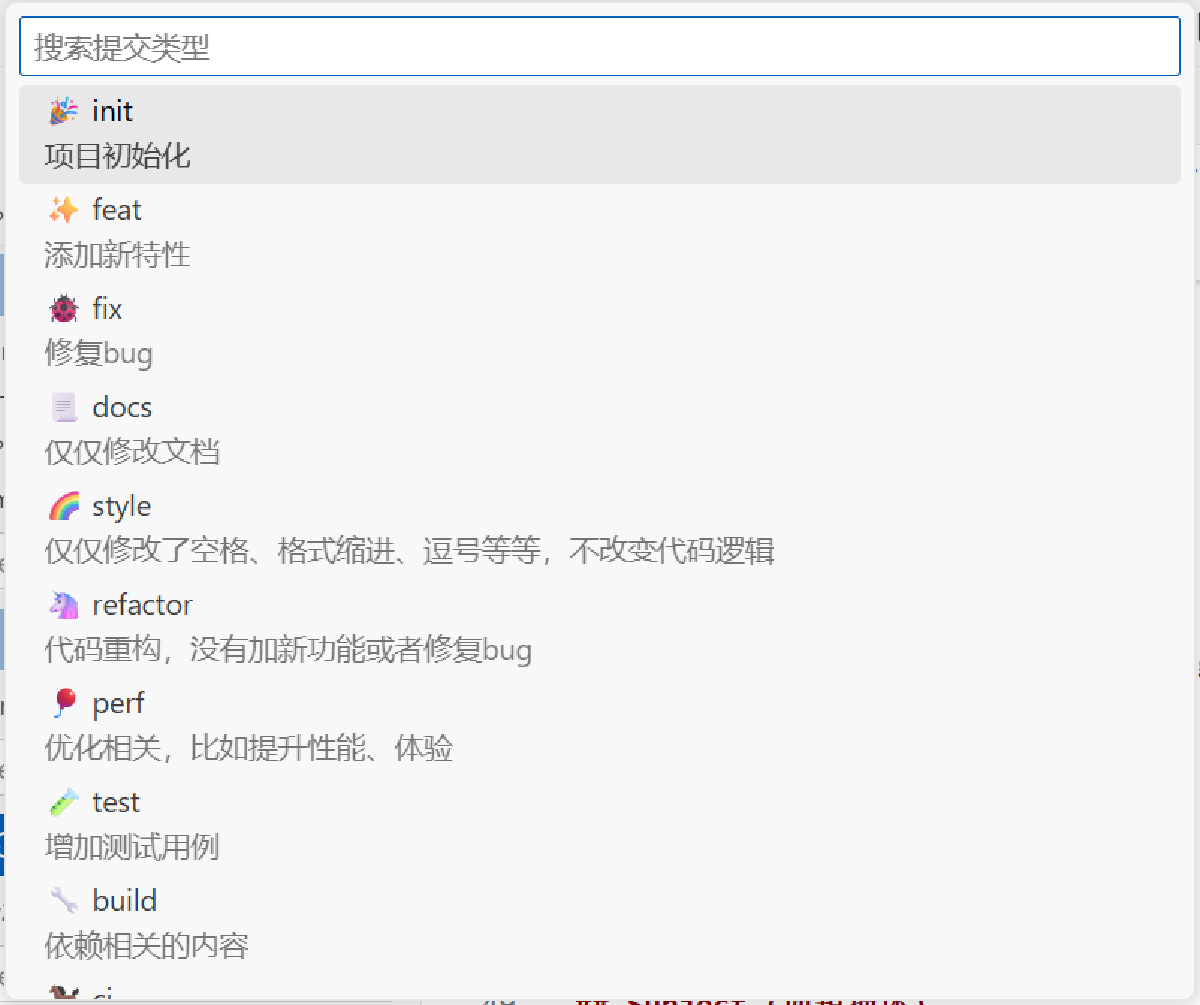 搜索提交类型
🎉 init
项目初始化
✨ feat
添加新特性
🐞 fix
修复bug
📃 docs
仅仅修改文档
🌈 style
仅仅修改了空格、格式缩进、逗号等等，不改变代码逻辑
🦄 refactor
代码重构，没有加新功能或者修复bug
🎈 perf
优化相关，比如提升性能、体验
🧪 test
增加测试用例
🔧 build
依赖相关的内容